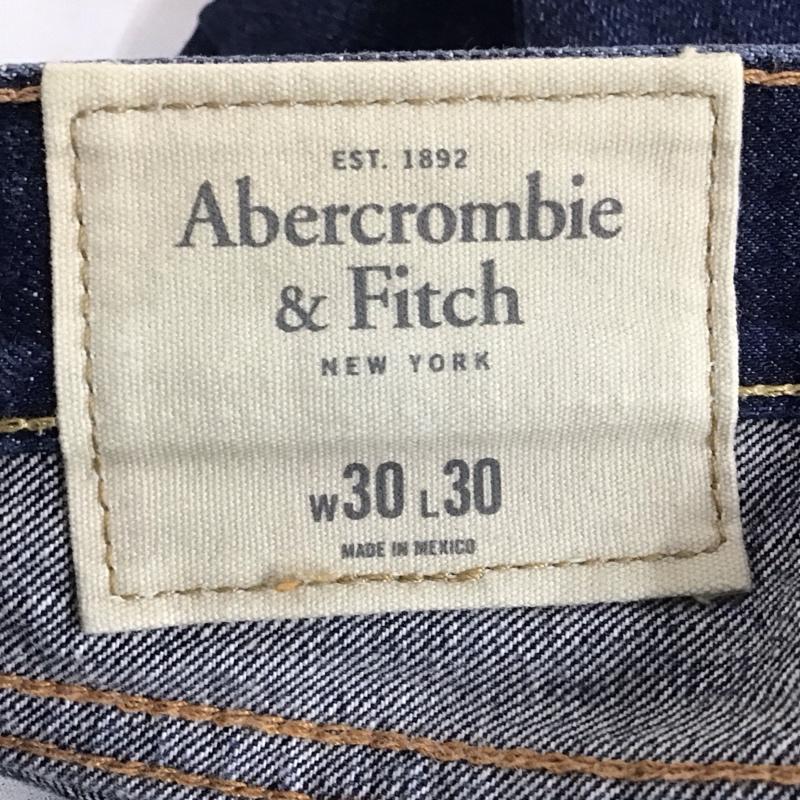 EST. 1892
Abercrombie
& Fitch
NEW YORK
W30 L30
MADE IN MEXICO